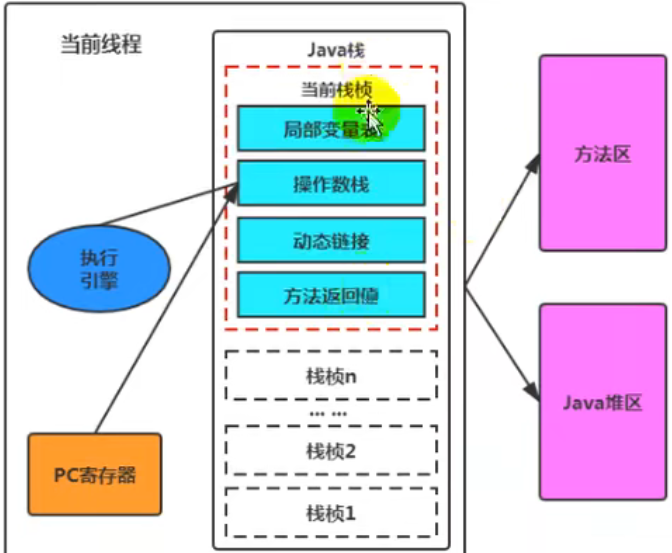 当前线程
Java栈
当前栈桢
局部变量表
操作数栈
动态链接
方法返回值
执行
引擎
栈桢n
... ...
栈桢2
栈桢1
PC寄存器
方法区
Java堆区